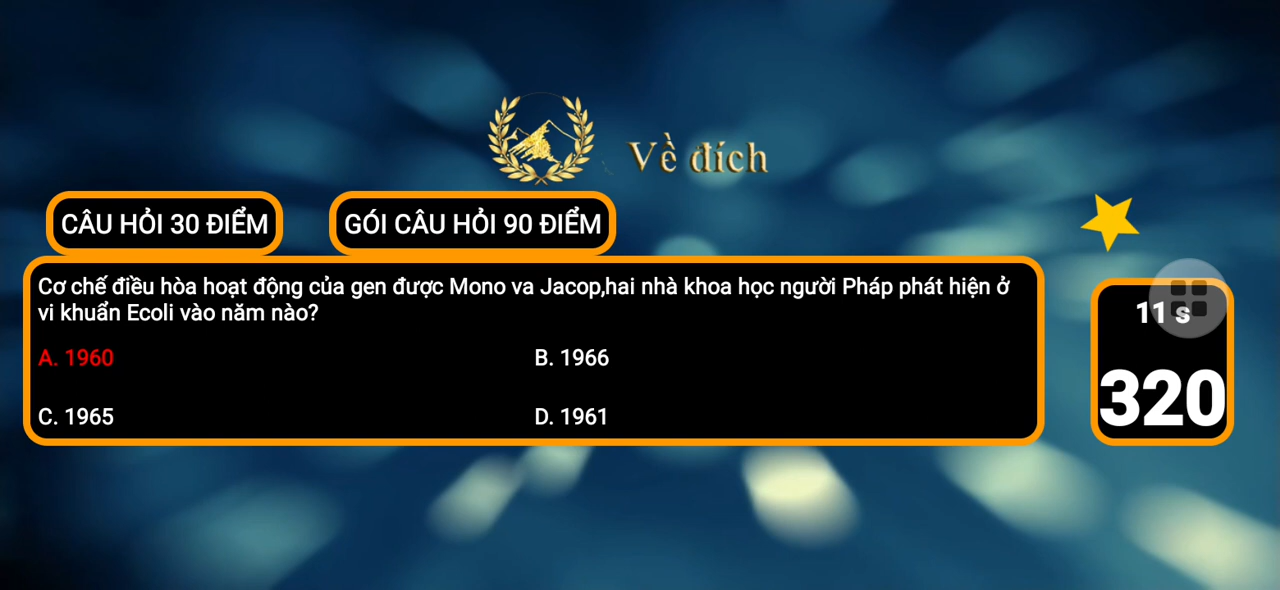 Về đích
CÂU HỎI 30 ĐIỂM
GÓI CÂU HỎI 90 ĐIỂM
Cơ chế điều hòa hoạt động của gen được Mono va Jacop,hai nhà khoa học người Pháp phát hiện ở
vi khuẩn Ecoli vào năm nào?
A. 1960
B. 1966
C. 1965
D. 1961
11 s
320